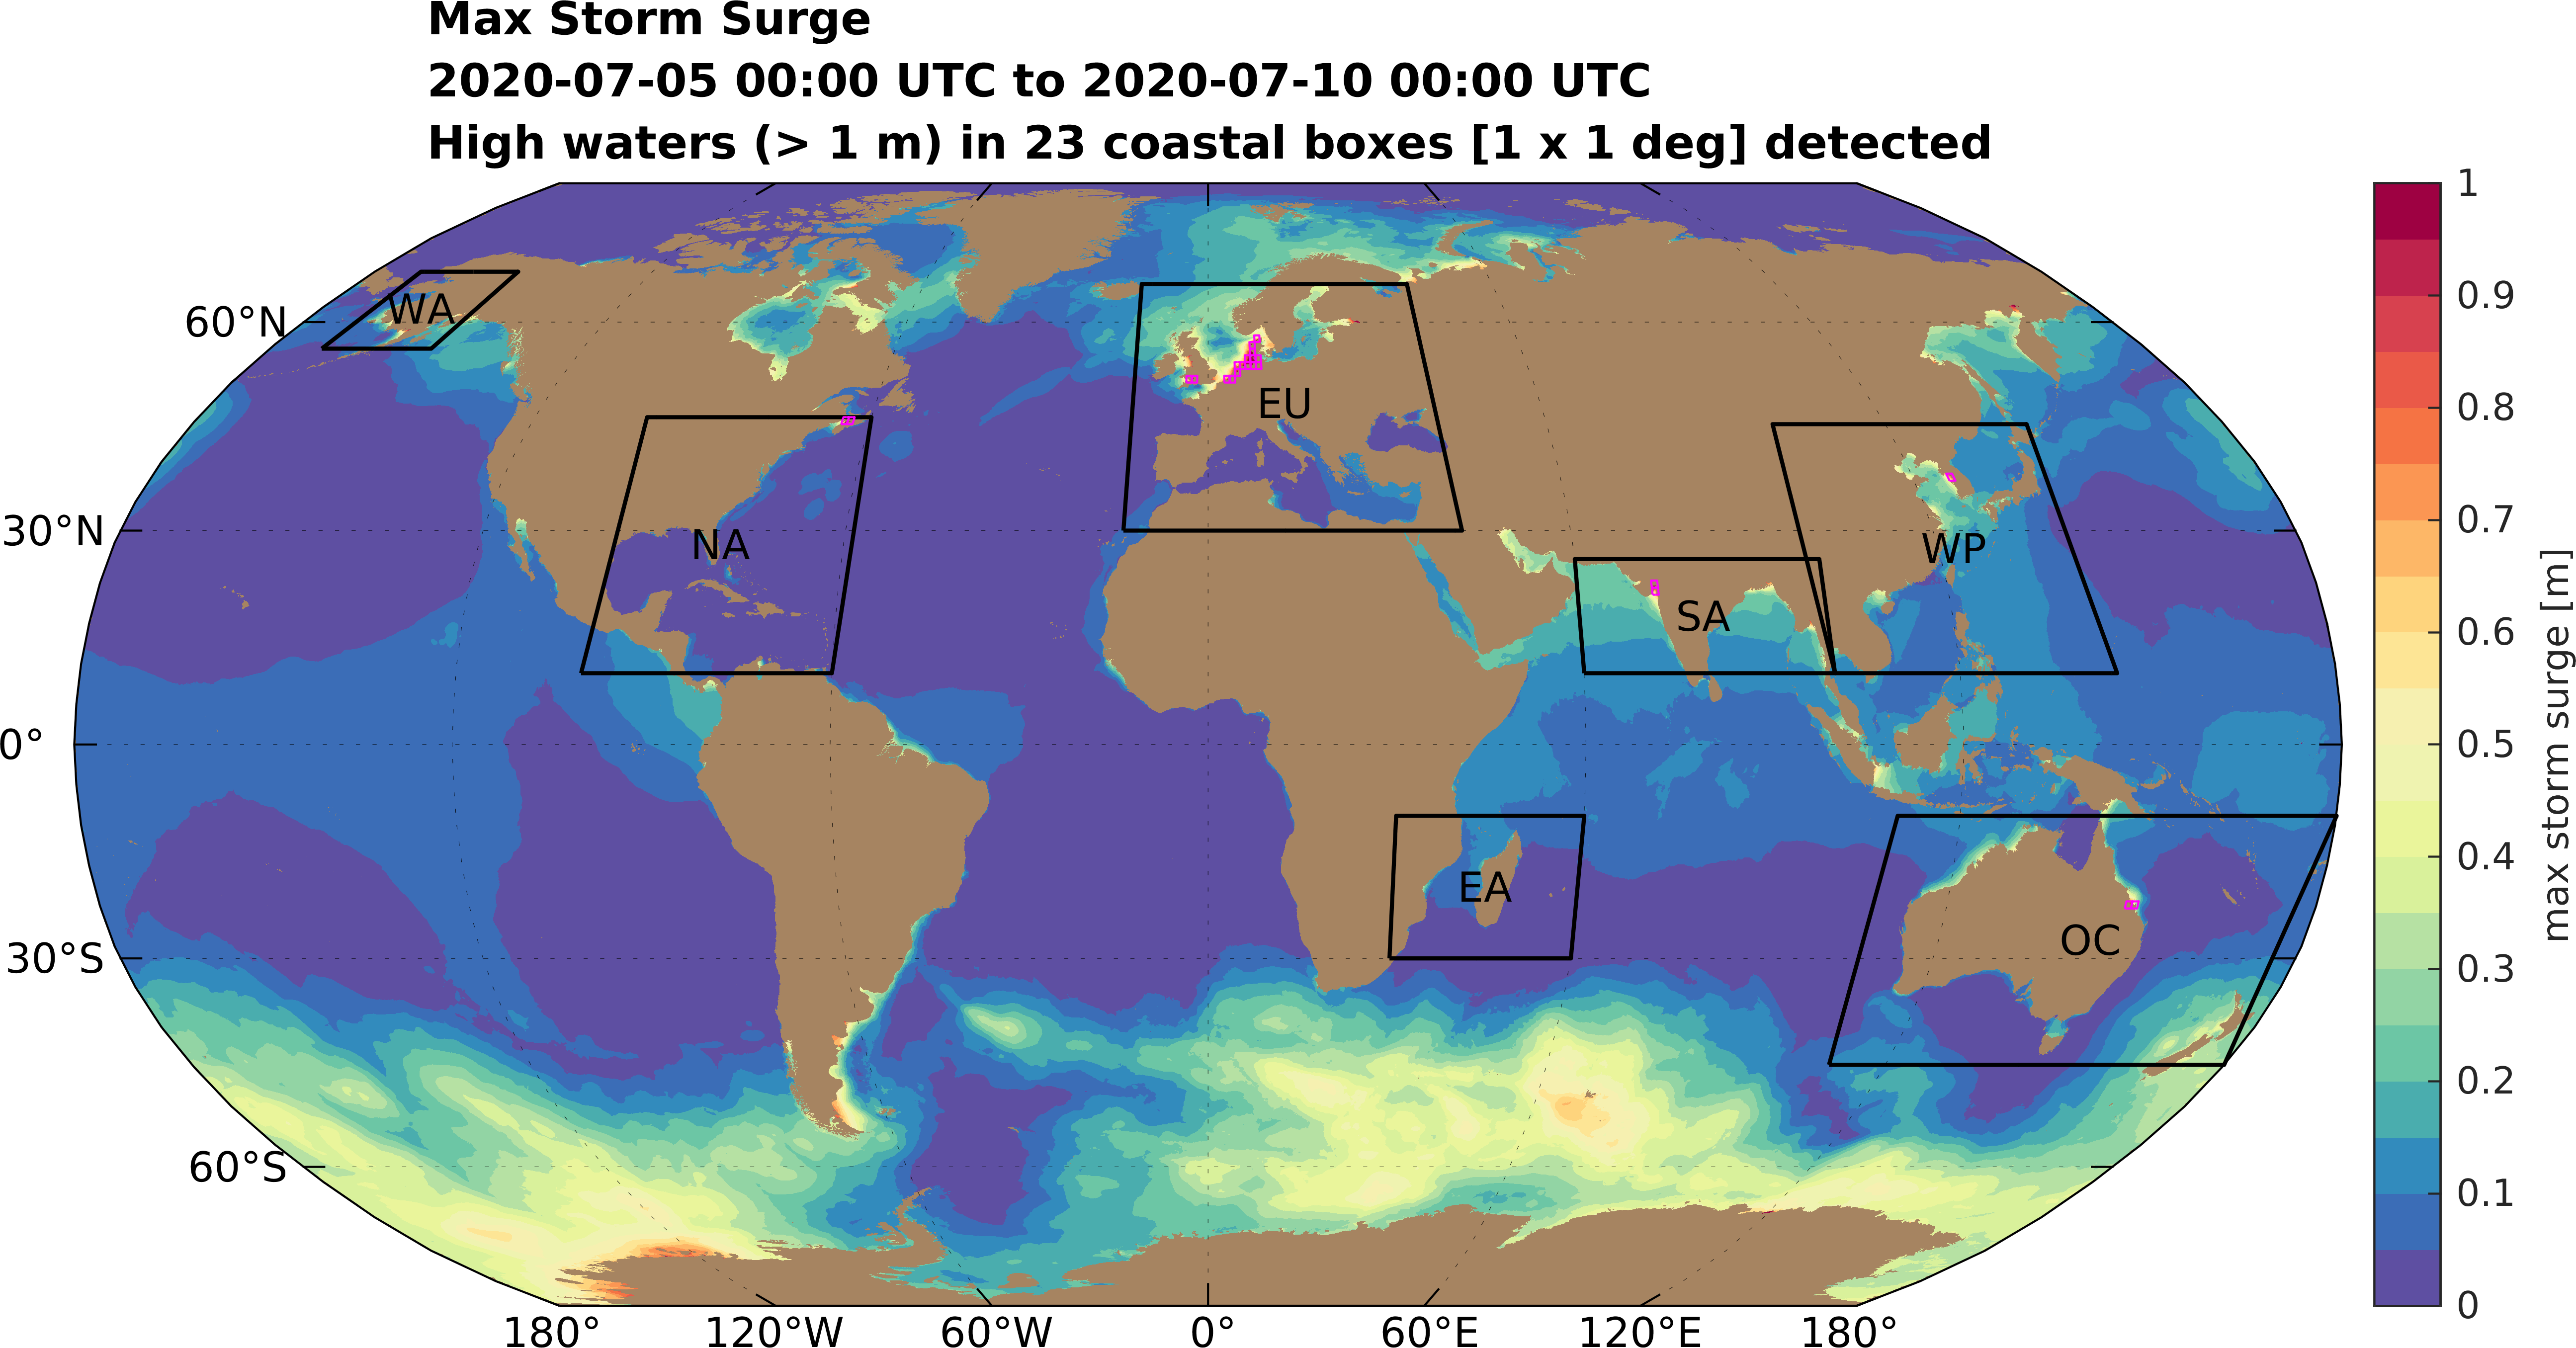 Max Storm Surge
2020-07-05 00:00 UTC to 2020-07-10 00:00 UTC
High waters (> 1 m) in 23 coastal boxes [1 x 1 deg] detected
60°N
30°N
0°
30°S
60°S
WA
NA
EU
SA
WP
EA
OC
180°
120°W
60°W
0°
60°E
120°E
180°
1
0.9
0.8
0.7
0.6
0.5
0.4
0.3
0.2
0.1
0
max storm surge [m]